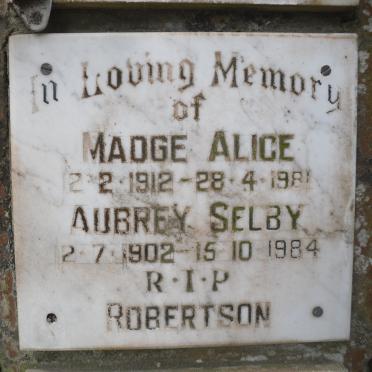 In Loving Memory
of
MADGE ALICE
2·2·1912-28·4·1981
AUBREY SELBY
2·7·1902-15·10·1984
R·I·P
ROBERTSON